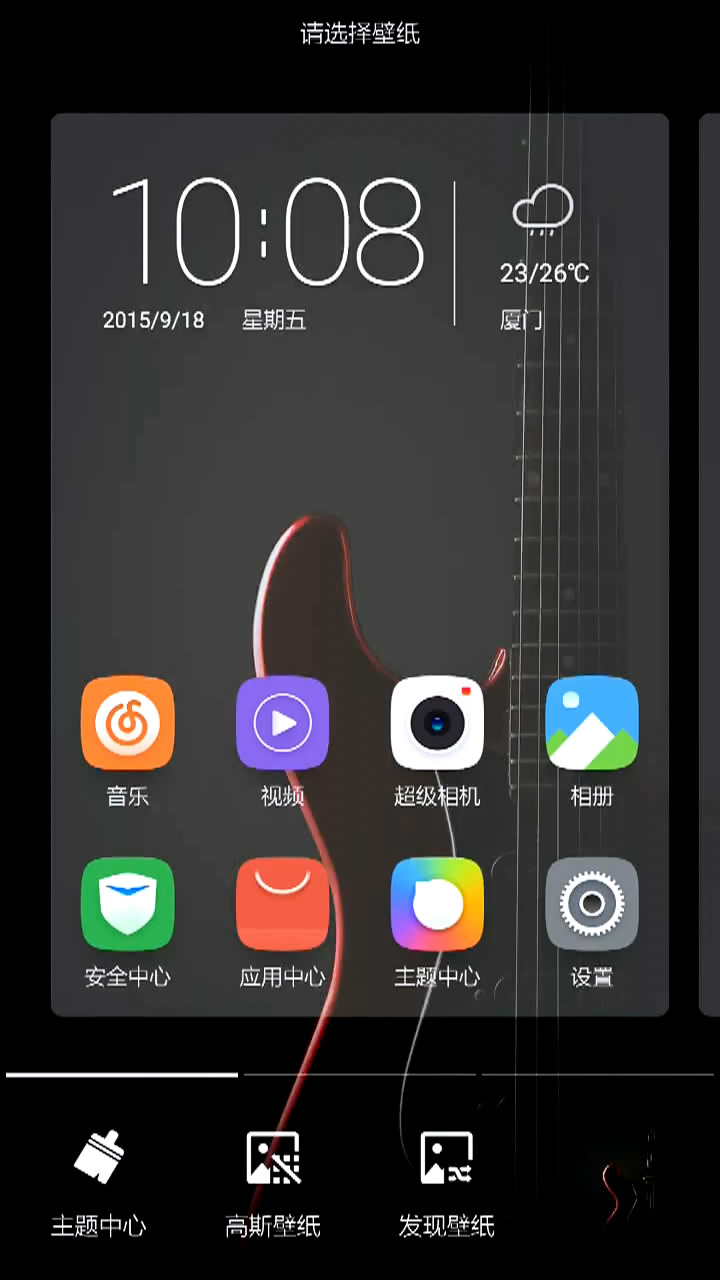 请选择壁纸
10:08
23/26℃
2015/9/18 星期五 厦门
音乐 视频 超级相机 相册
安全中心 应用中心 主题中心 设置
主题中心 高斯壁纸 发现壁纸